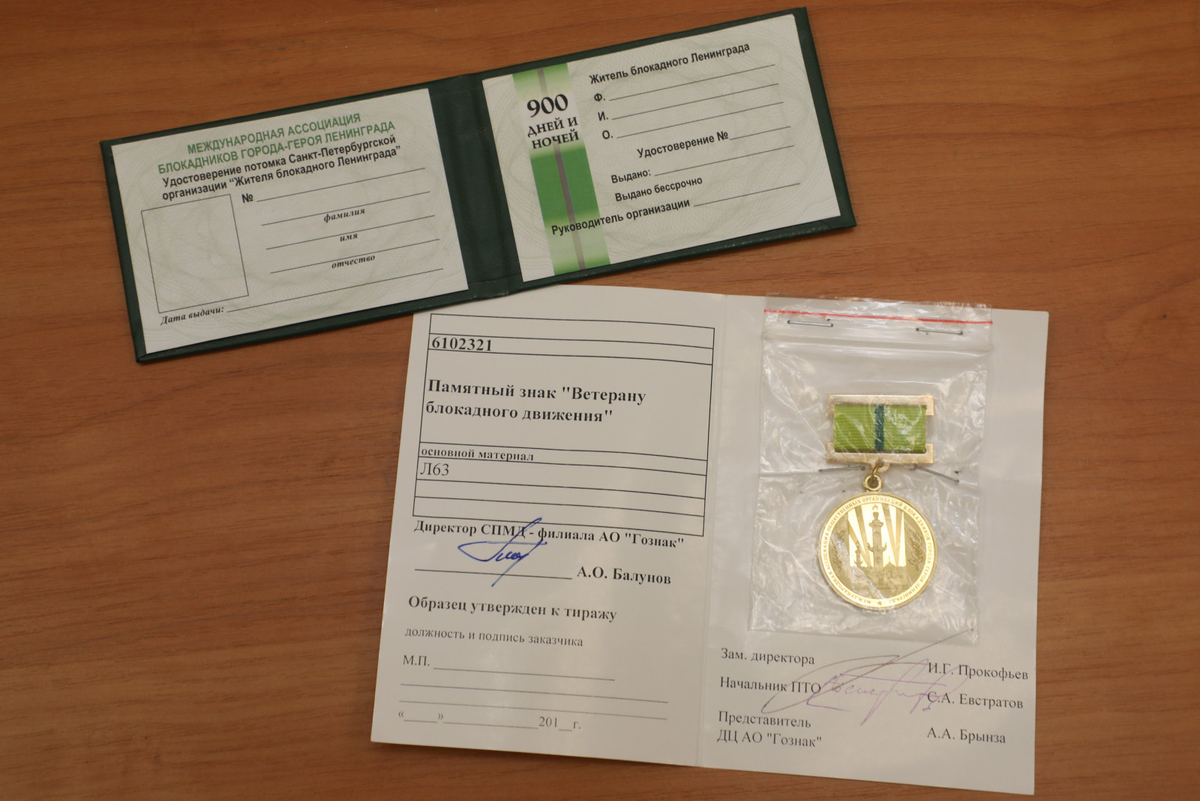 МЕЖДУНАРОДНАЯ АССОЦИАЦИЯ
БЛОКАДНИКОВ ГОРОДА-ГЕРОЯ ЛЕНИНГРАДА
Удостоверение потомка Санкт-Петербургской
организации "Жителя блокадного Ленинграда"
№
фамилия
имя
отчество
Дата выдачи:
900
ДНЕЙ И
НОЧЕЙ
Житель блокадного Ленинграда
Ф.
И.
О.
Удостоверение №
Выдано:
Выдано бессрочно
Руководитель организации
6102321
Памятный знак "Ветерану
блокадного движения"
основной материал
Л63
Директор СПМД - филиала АО "Гознак"
А.О. Балунов
Образец утвержден к тиражу
должность и подпись заказчика
М.П.
«_____»______________201__г.
Зам. директора И.Г. Прокофьев
Начальник ПТО С.А. Евстратов
Представитель
ДЦ АО "Гознак" А.А. Брынза